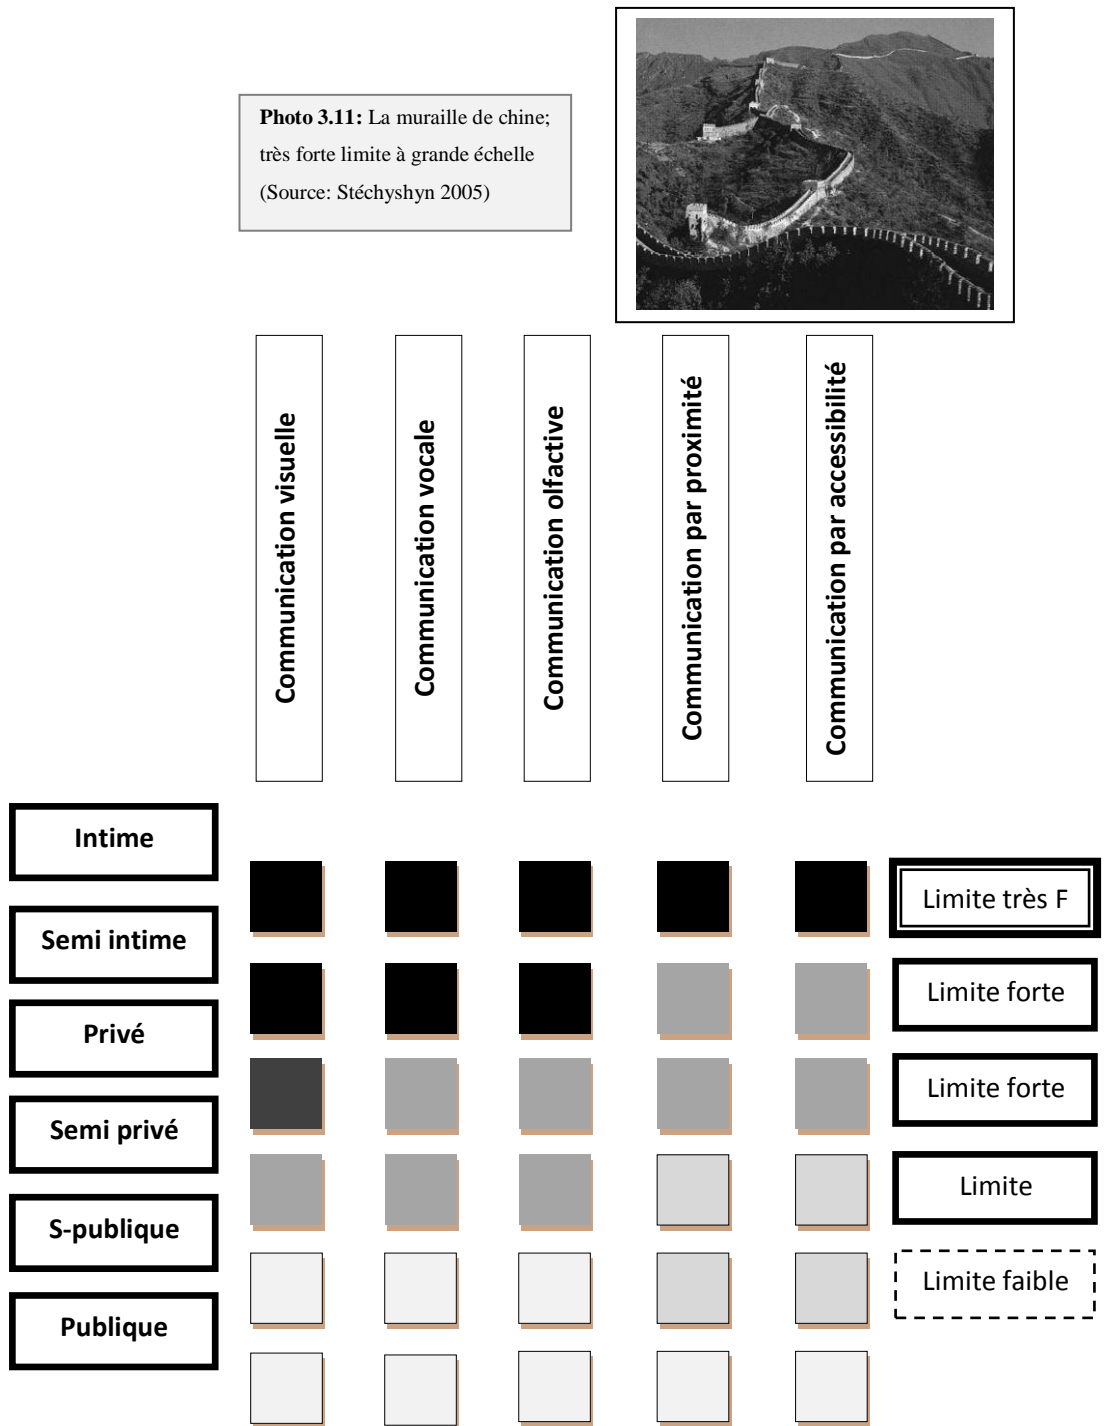 Photo 3.11: La muraille de chine;
très forte limite à grande échelle
(Source: Stéchyshyn 2005)
Communication visuelle
Communication vocale
Communication olfactive
Communication par proximité
Communication par accessibilité
Intime
Limite très F
Semi intime
Limite forte
Privé
Limite forte
Semi privé
Limite
S-publique
Limite faible
Publique